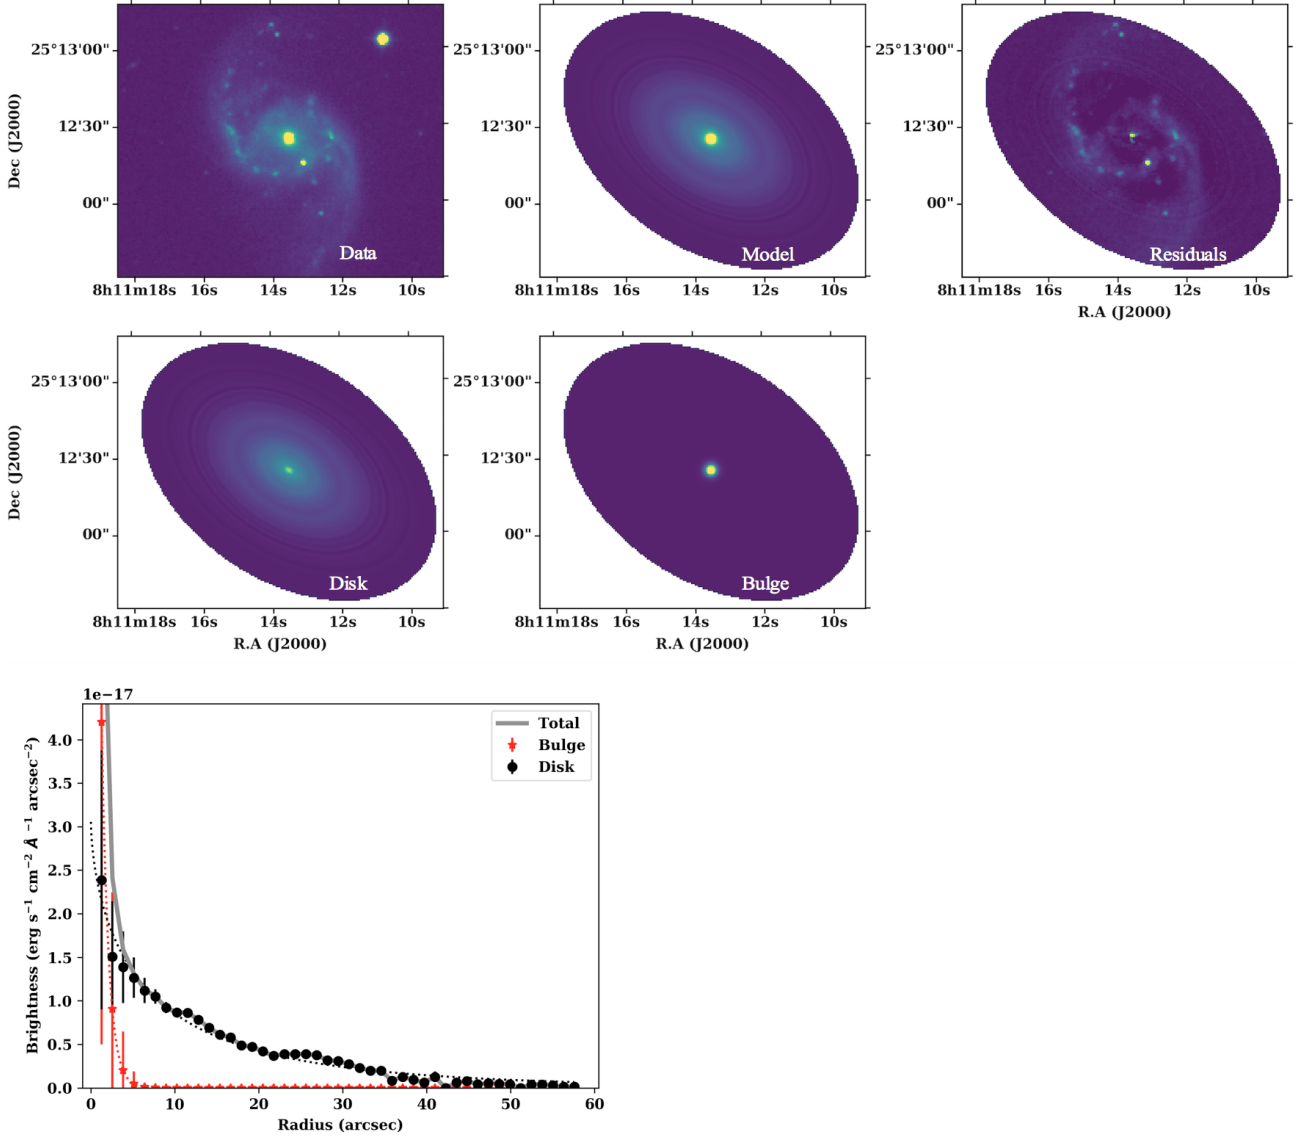 25°13'00"
12'30"
00"
Dec (J2000)
Data
8h11m18s 16s 14s 12s 10s
25°13'00"
12'30"
00"
Model
8h11m18s 16s 14s 12s 10s
25°13'00"
12'30"
00"
Residuals
8h11m18s 16s 14s 12s 10s
R.A (J2000)
25°13'00"
12'30"
00"
Dec (J2000)
Disk
8h11m18s 16s 14s 12s 10s
R.A (J2000)
25°13'00"
12'30"
00"
Bulge
8h11m18s 16s 14s 12s 10s
R.A (J2000)
1e−17
Total
Bulge
Disk
4.0
3.5
3.0
2.5
2.0
1.5
1.0
0.5
0.0
Brightness (erg s⁻¹ cm⁻² Å ⁻¹ arcsec⁻²)
0 10 20 30 40 50 60
Radius (arcsec)